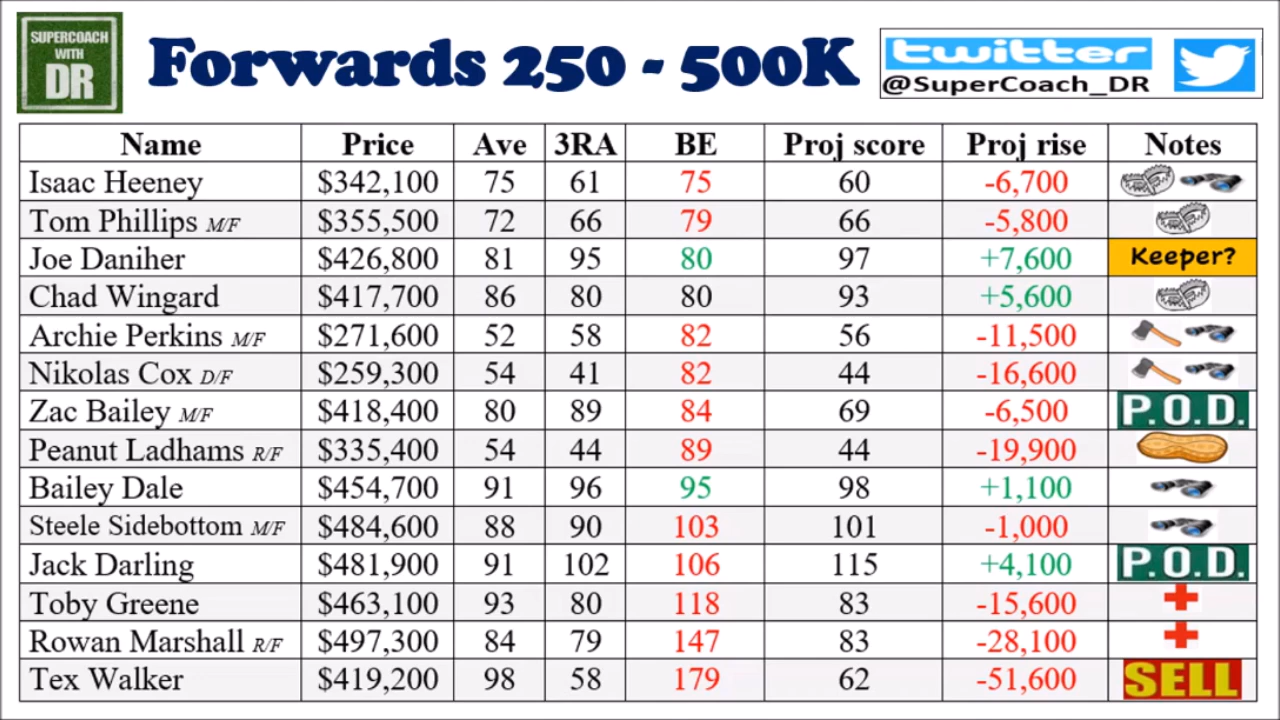 SUPERCOACH
WITH
DR
Forwards 250 - 500K
twitter
@SuperCoach_DR
Name Price Ave 3RA BE Proj score Proj rise Notes
Isaac Heeney $342,100 75 61 75 60 -6,700
Tom Phillips M/F $355,500 72 66 79 66 -5,800
Joe Daniher $426,800 81 95 80 97 +7,600 Keeper?
Chad Wingard $417,700 86 80 80 93 +5,600
Archie Perkins M/F $271,600 52 58 82 56 -11,500
Nikolas Cox D/F $259,300 54 41 82 44 -16,600
Zac Bailey M/F $418,400 80 89 84 69 -6,500 P.O.D.
Peanut Ladhams R/F $335,400 54 44 89 44 -19,900
Bailey Dale $454,700 91 96 95 98 +1,100
Steele Sidebottom M/F $484,600 88 90 103 101 -1,000
Jack Darling $481,900 91 102 106 115 +4,100 P.O.D.
Toby Greene $463,100 93 80 118 83 -15,600
Rowan Marshall R/F $497,300 84 79 147 83 -28,100
Tex Walker $419,200 98 58 179 62 -51,600 SELL